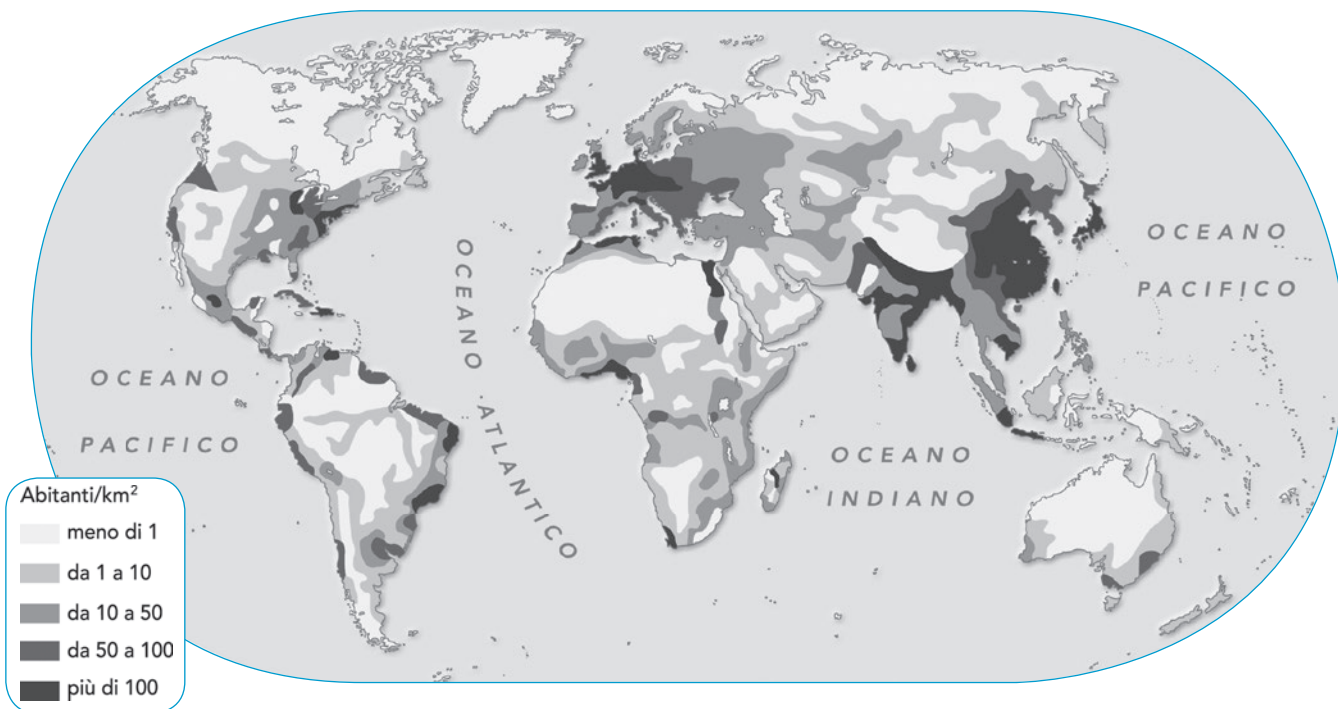 OCEANO
PACIFICO
OCEANO ATLANTICO
OCEANO
INDIANO
OCEANO
PACIFICO
Abitanti/km²
meno di 1
da 1 a 10
da 10 a 50
da 50 a 100
più di 100